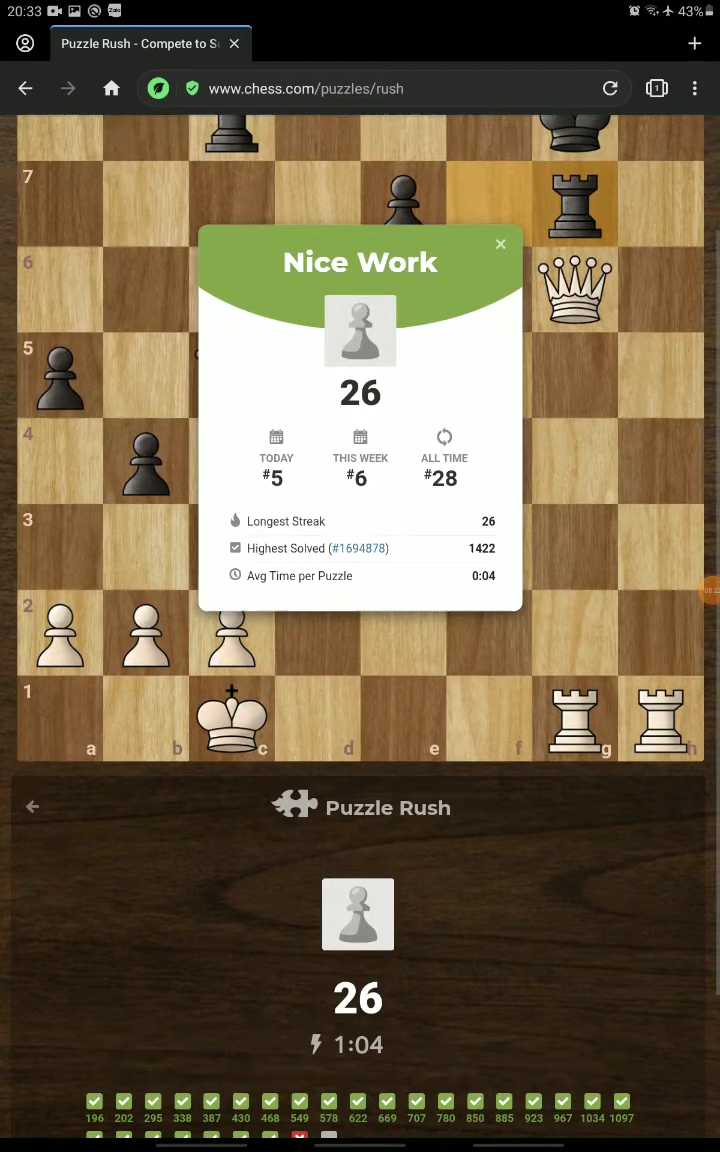 20:33 Zalo 43%
Puzzle Rush - Compete to S
www.chess.com/puzzles/rush 1
7
Nice Work
6
5
26
4
TODAY THIS WEEK ALL TIME
#5 #6 #28
3
Longest Streak 26
Highest Solved (#1694878) 1422
Avg Time per Puzzle 0:04
2
1
a b c d e f g h
Puzzle Rush
26
1:04
196 202 295 338 387 430 468 549 578 622 669 707 780 850 885 923 967 1034 1097